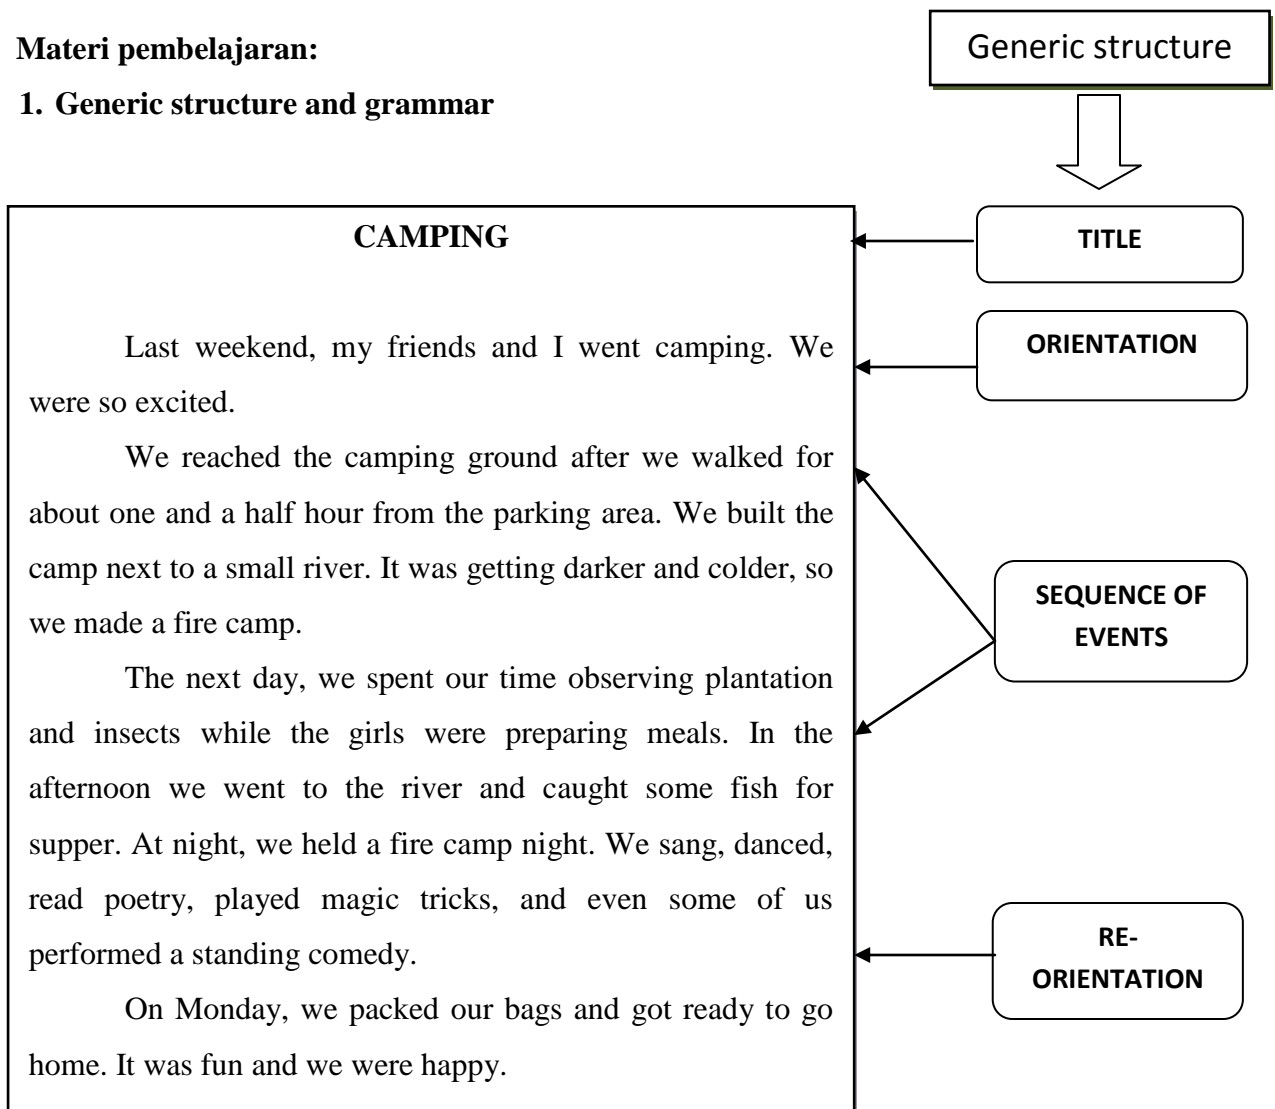 Materi pembelajaran:
1. Generic structure and grammar
Generic structure
CAMPING
TITLE
Last weekend, my friends and I went camping. We
were so excited.
ORIENTATION
We reached the camping ground after we walked for
about one and a half hour from the parking area. We built the
camp next to a small river. It was getting darker and colder, so
we made a fire camp.
The next day, we spent our time observing plantation
and insects while the girls were preparing meals. In the
afternoon we went to the river and caught some fish for
supper. At night, we held a fire camp night. We sang, danced,
read poetry, played magic tricks, and even some of us
performed a standing comedy.
SEQUENCE OF
EVENTS
On Monday, we packed our bags and got ready to go
home. It was fun and we were happy.
RE-
ORIENTATION